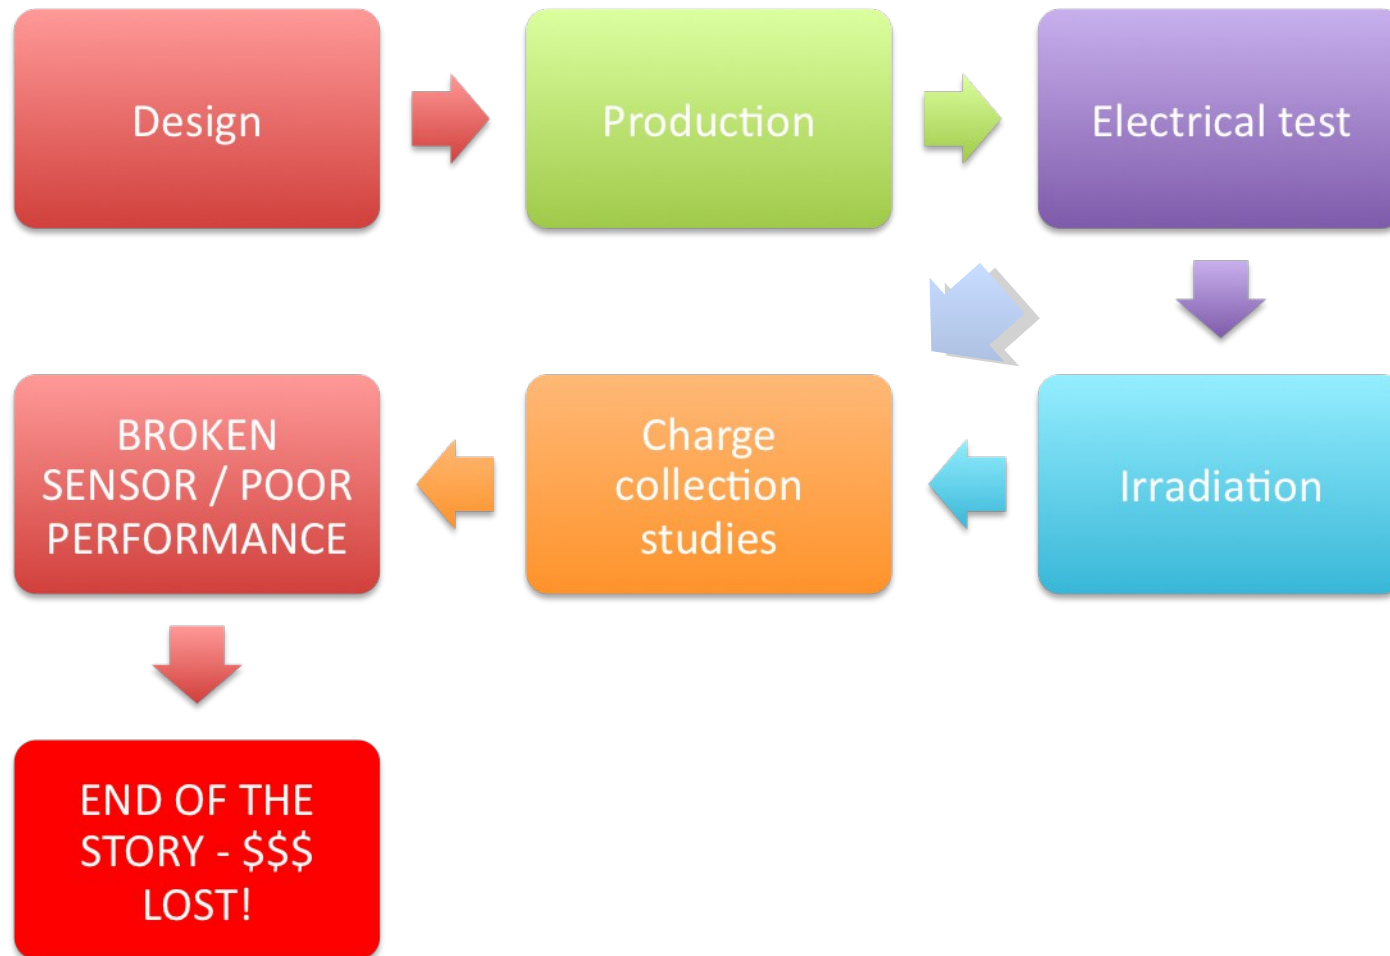 Design
Production
Electrical test
BROKEN
SENSOR / POOR
PERFORMANCE
Charge
collection
studies
Irradiation
END OF THE
STORY - $$$
LOST!